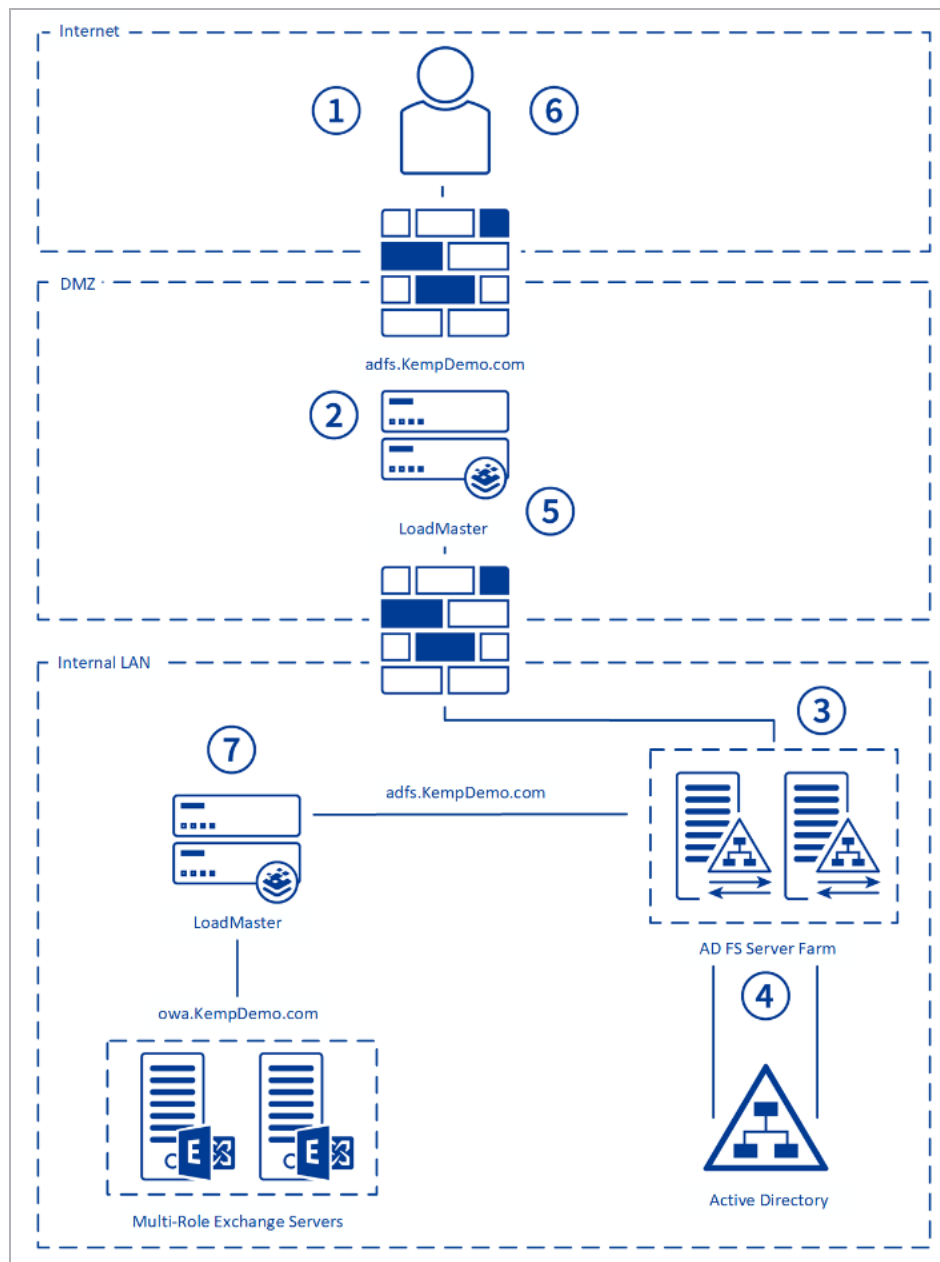 Internet
1
6
DMZ
adfs.KempDemo.com
2
5
LoadMaster
Internal LAN
3
7
adfs.KempDemo.com
LoadMaster
AD FS Server Farm
4
owa.KempDemo.com
C E
C E
Active Directory
Multi-Role Exchange Servers